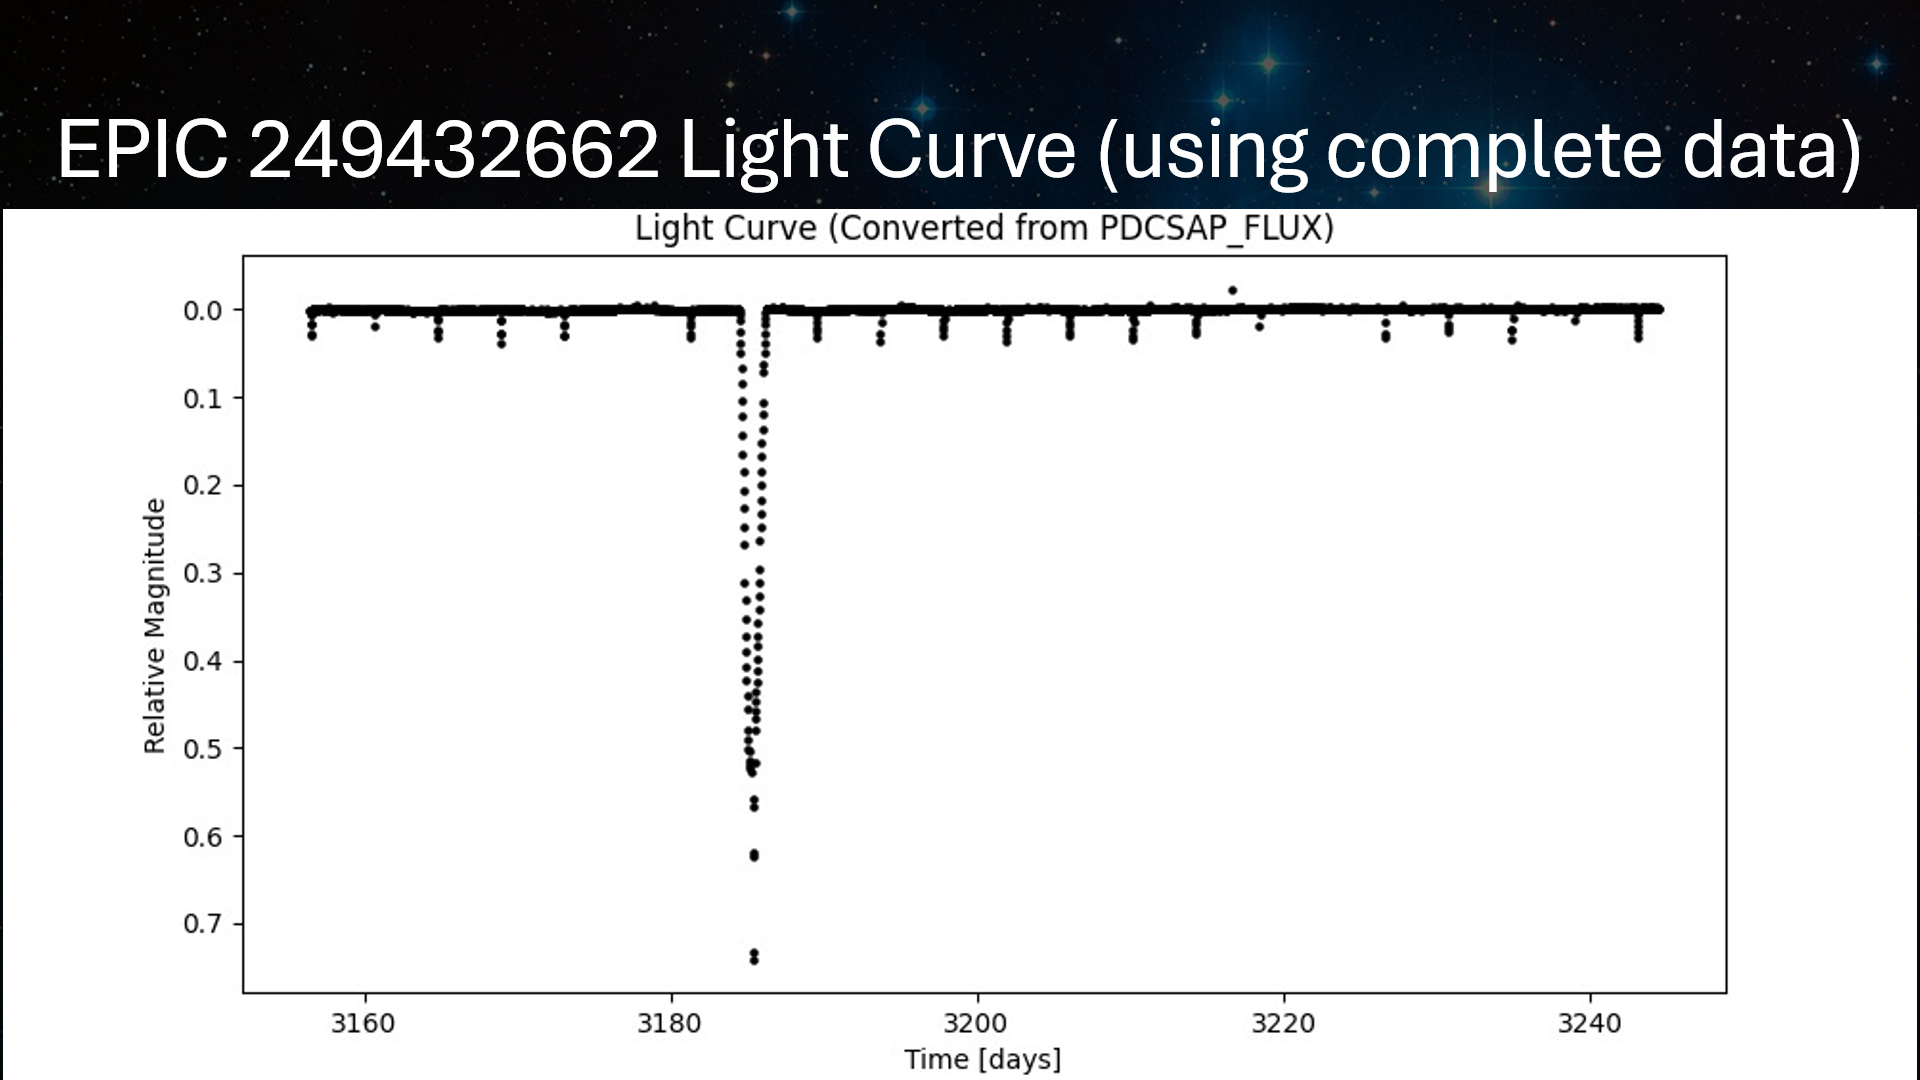 EPIC 249432662 Light Curve (using complete data)
Light Curve (Converted from PDCSAP_FLUX)
0.0
0.1
0.2
0.3
0.4
0.5
0.6
0.7
Relative Magnitude
3160 3180 3200 3220 3240
Time [days]